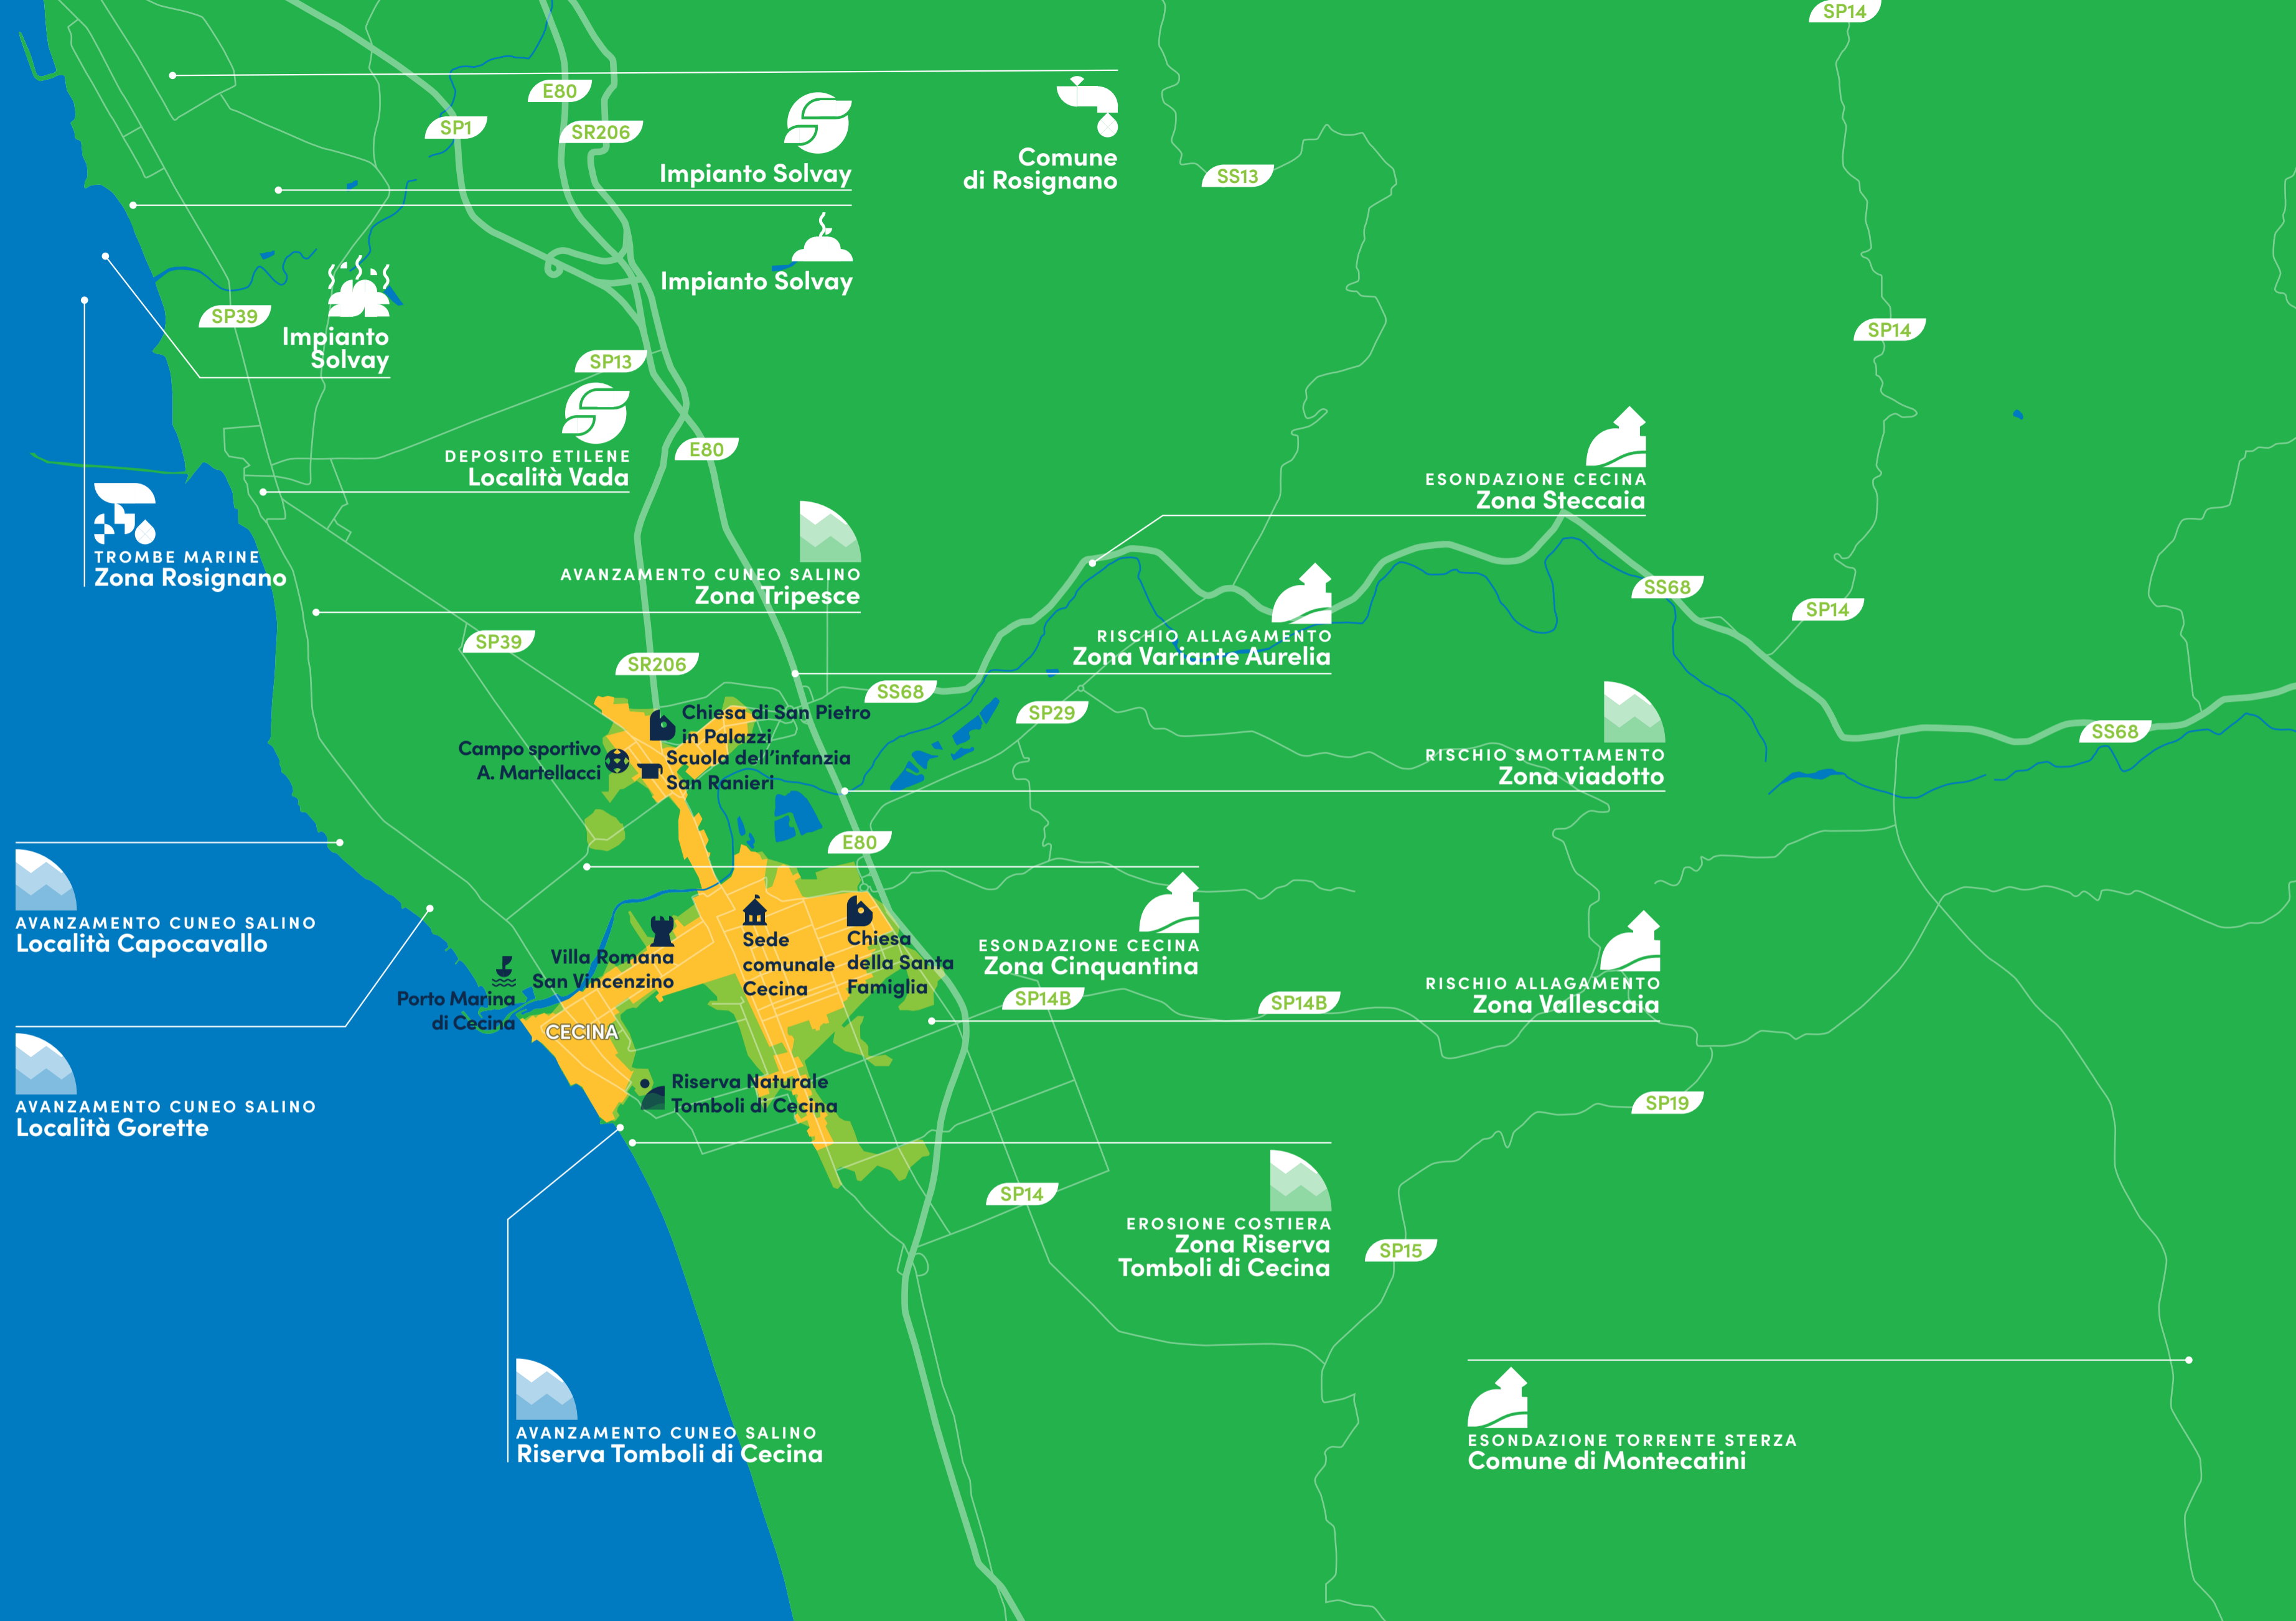 SP14
E80
SP1
SR206
Impianto Solvay
Comune
di Rosignano
SS13
Impianto Solvay
SP39
Impianto
Solvay
SP14
SP13
DEPOSITO ETILENE
Località Vada
E80
ESONDAZIONE CECINA
Zona Steccaia
TROMBE MARINE
Zona Rosignano
AVANZAMENTO CUNEO SALINO
Zona Tripesce
SS68
SP14
RISCHIO ALLAGAMENTO
Zona Variante Aurelia
SP39
SR206
SS68
SP29
Chiesa di San Pietro
in Palazzi
Campo sportivo
A. Martellacci
Scuola dell'infanzia
San Ranieri
SS68
RISCHIO SMOTTAMENTO
Zona viadotto
E80
AVANZAMENTO CUNEO SALINO
Località Capocavallo
Villa Romana
San Vincenzino
Sede
comunale
Cecina
Chiesa
della Santa
Famiglia
ESONDAZIONE CECINA
Zona Cinquantina
RISCHIO ALLAGAMENTO
Zona Vallescaia
Porto Marina
di Cecina
CECINA
SP14B
SP14B
AVANZAMENTO CUNEO SALINO
Località Gorette
Riserva Naturale
Tomboli di Cecina
SP19
SP14
EROSIONE COSTIERA
Zona Riserva
Tomboli di Cecina
SP15
AVANZAMENTO CUNEO SALINO
Riserva Tomboli di Cecina
ESONDAZIONE TORRENTE STERZA
Comune di Montecatini